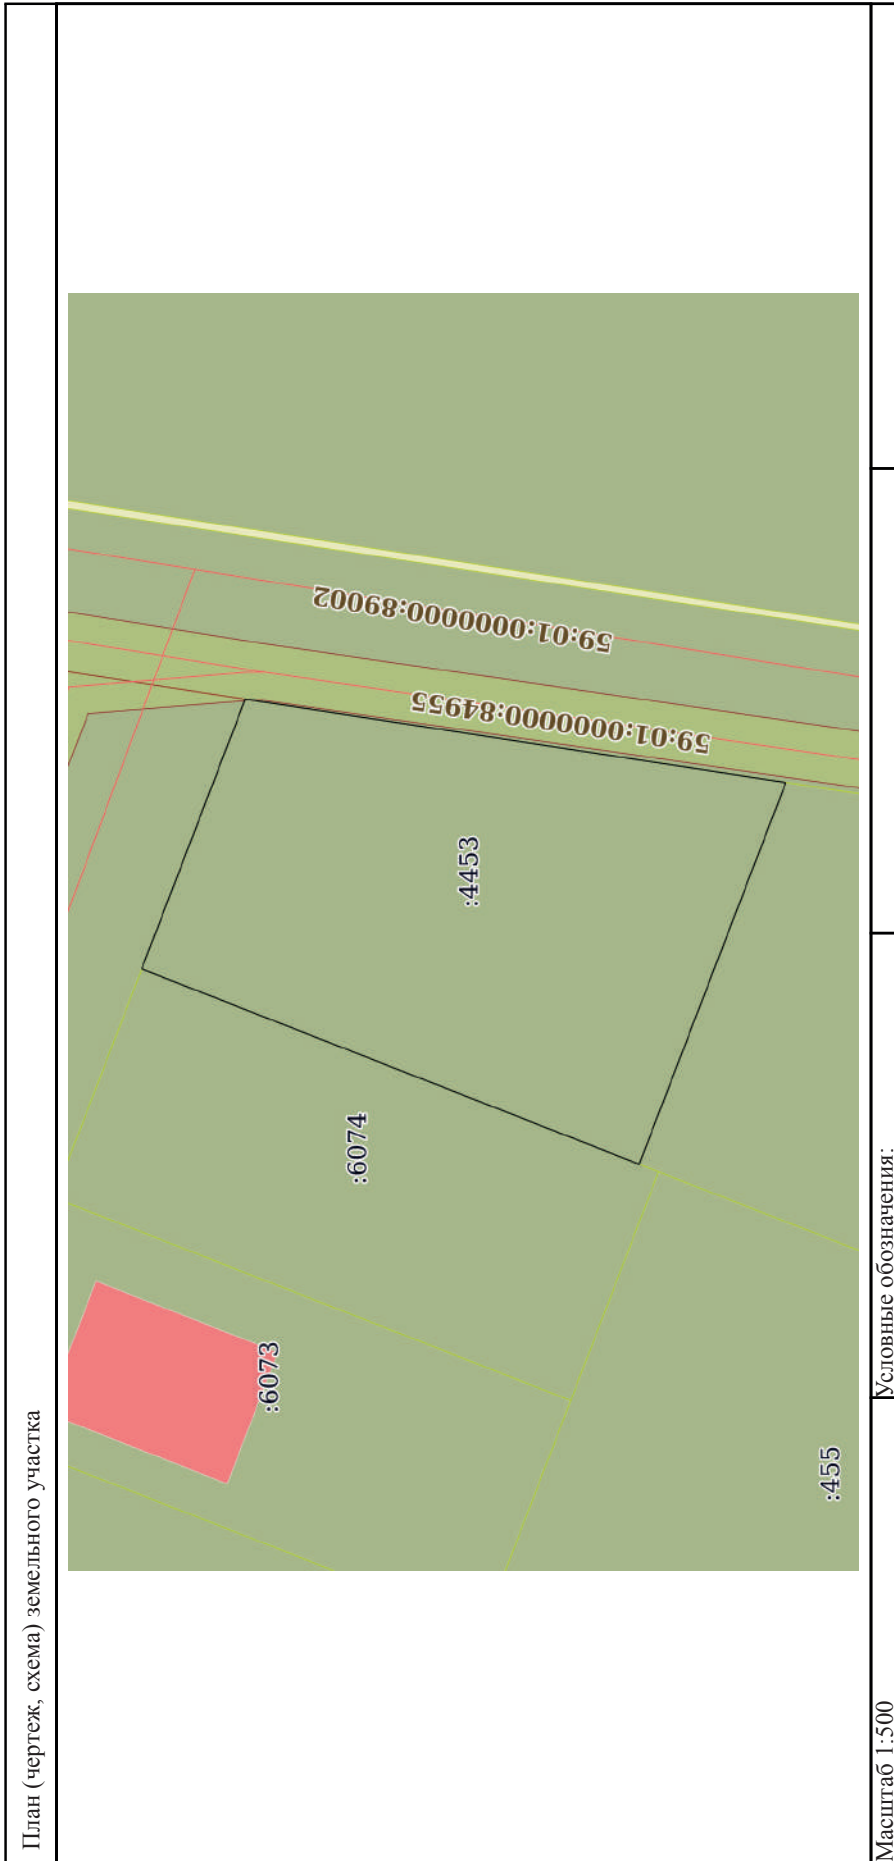 План (чертеж, схема) земельного участка
59:01:0000000:89002
59:01:0000000:84955
:4453
:6074
:6073
:455
Масштаб 1:500
Условные обозначения: